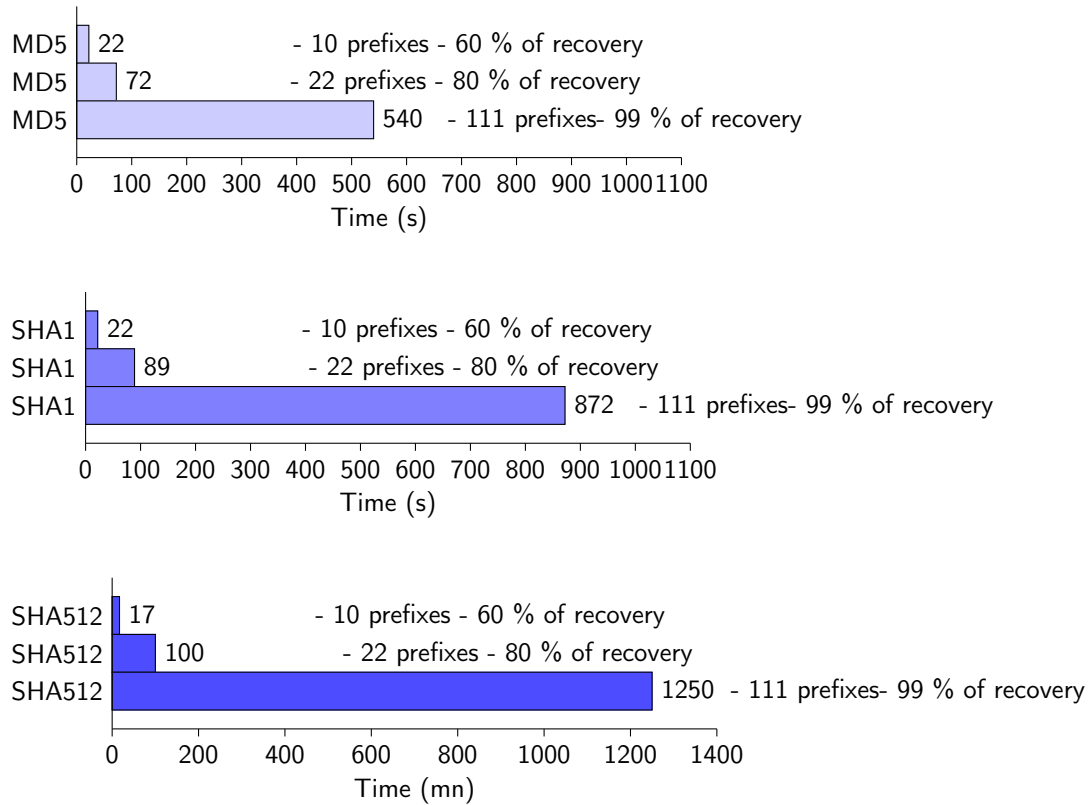 MD5 22 - 10 prefixes - 60 % of recovery
MD5 72 - 22 prefixes - 80 % of recovery
MD5 540 - 111 prefixes- 99 % of recovery
0 100 200 300 400 500 600 700 800 900 1000 1100
Time (s)
SHA1 22 - 10 prefixes - 60 % of recovery
SHA1 89 - 22 prefixes - 80 % of recovery
SHA1 872 - 111 prefixes- 99 % of recovery
0 100 200 300 400 500 600 700 800 900 1000 1100
Time (s)
SHA512 17 - 10 prefixes - 60 % of recovery
SHA512 100 - 22 prefixes - 80 % of recovery
SHA512 1250 - 111 prefixes- 99 % of recovery
0 200 400 600 800 1000 1200 1400
Time (mn)